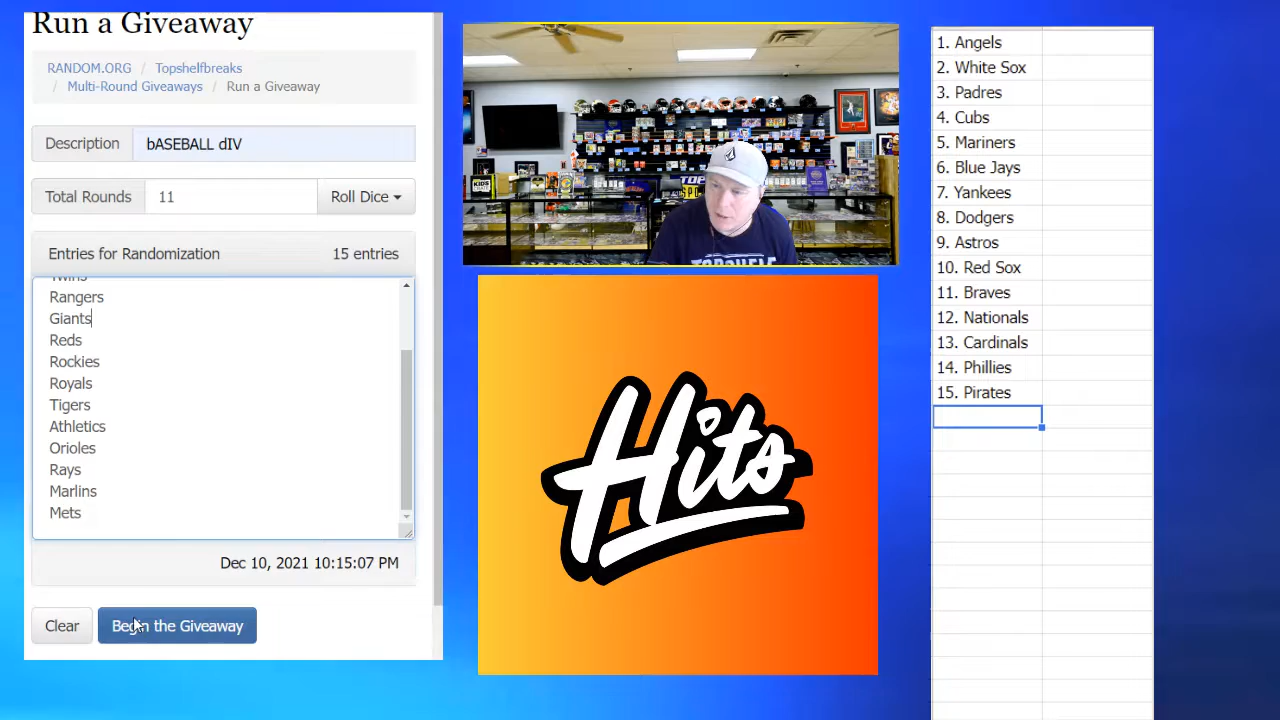 Run a Giveaway
RANDOM.ORG / Topshelfbreaks
/ Multi-Round Giveaways / Run a Giveaway
Description bASEBALL dIV
Total Rounds 11 Roll Dice
Entries for Randomization 15 entries
Twins
Rangers
Giants
Reds
Rockies
Royals
Tigers
Athletics
Orioles
Rays
Marlins
Mets
Dec 10, 2021 10:15:07 PM
Clear Begin the Giveaway
KIDS
TOPSHELF
Hits
1. Angels
2. White Sox
3. Padres
4. Cubs
5. Mariners
6. Blue Jays
7. Yankees
8. Dodgers
9. Astros
10. Red Sox
11. Braves
12. Nationals
13. Cardinals
14. Phillies
15. Pirates